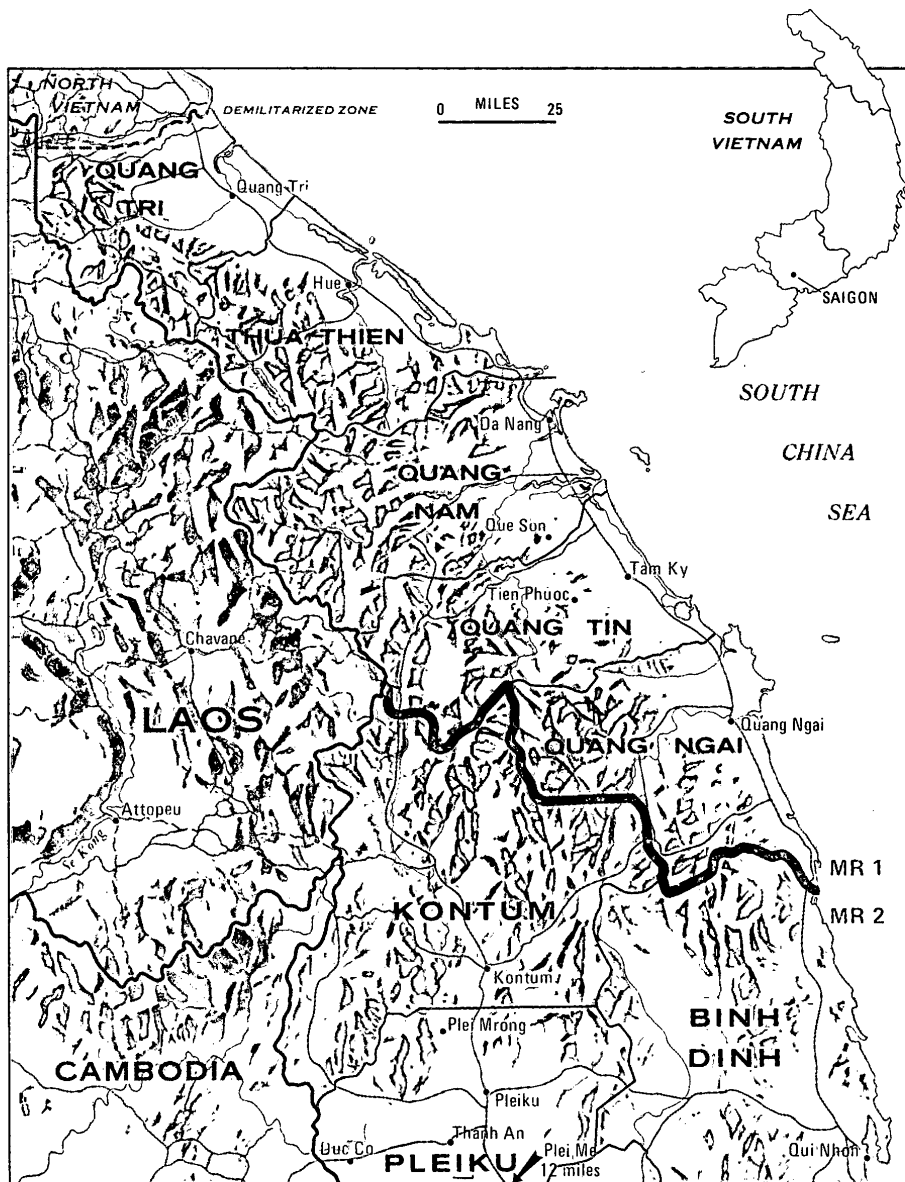 NORTH
VIETNAM
DEMILITARIZED ZONE
0 MILES 25
SOUTH
VIETNAM
SAIGON
QUANG
TRI
Quang Tri
Hue
THUA THIEN
SOUTH
CHINA
SEA
Da Nang
QUANG
NAM
Que Son
Tam Ky
Tien Phuoc
QUANG TIN
Chavane
LAOS
Quang Ngai
QUANG NGAI
Attopeu
Kong
MR 1
MR 2
KONTUM
Kontum
Plei Mrong
BINH
DINH
CAMBODIA
Pleiku
Thanh An
Duc Co
PLEIKU
Plei Me
12 miles
Qui Nhon